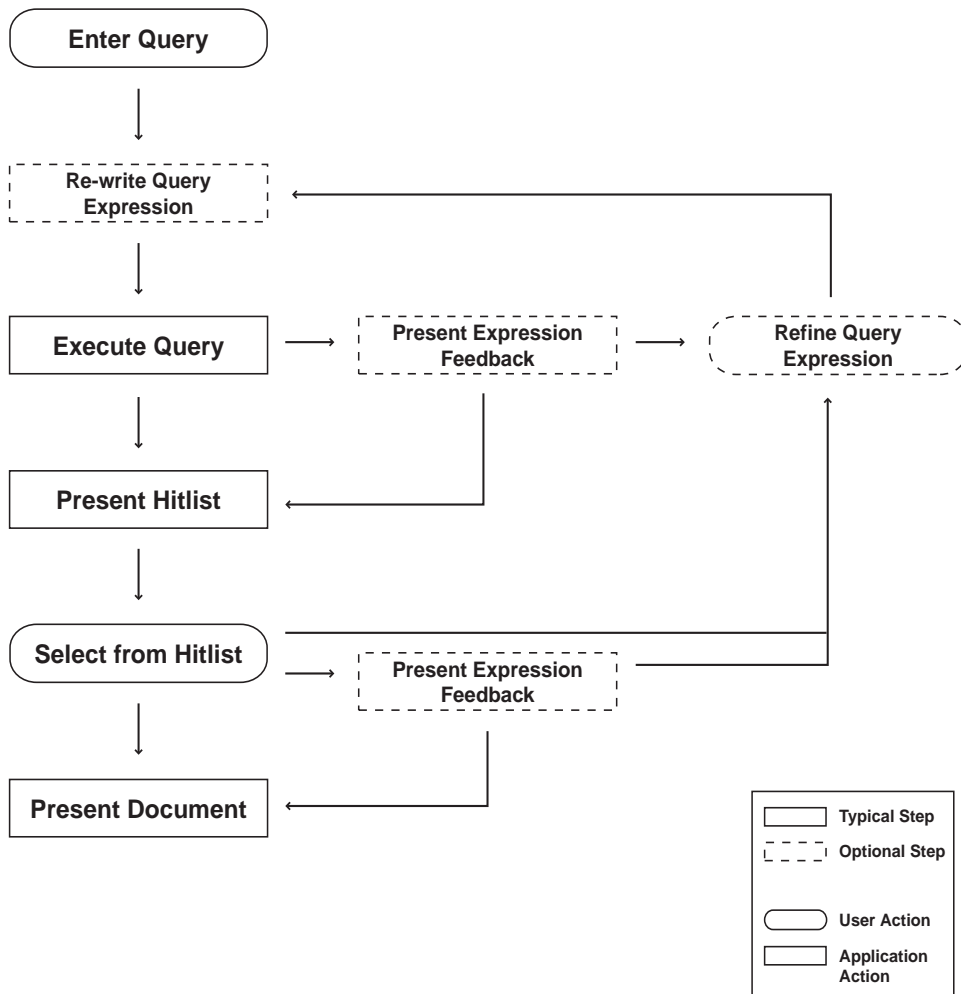 Enter Query
Re-write Query
Expression
Execute Query
Present Expression
Feedback
Refine Query
Expression
Present Hitlist
Select from Hitlist
Present Expression
Feedback
Present Document
Typical Step
Optional Step
User Action
Application
Action